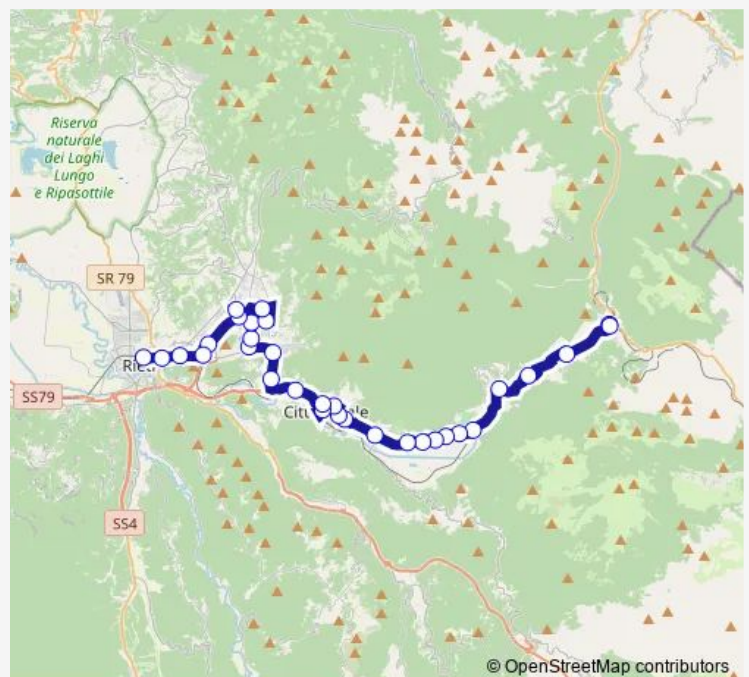 Riserva
naturale
dei Laghi
Lungo
e Ripasottile
SR 79
SS79
SS4
© OpenStreetMap contributors